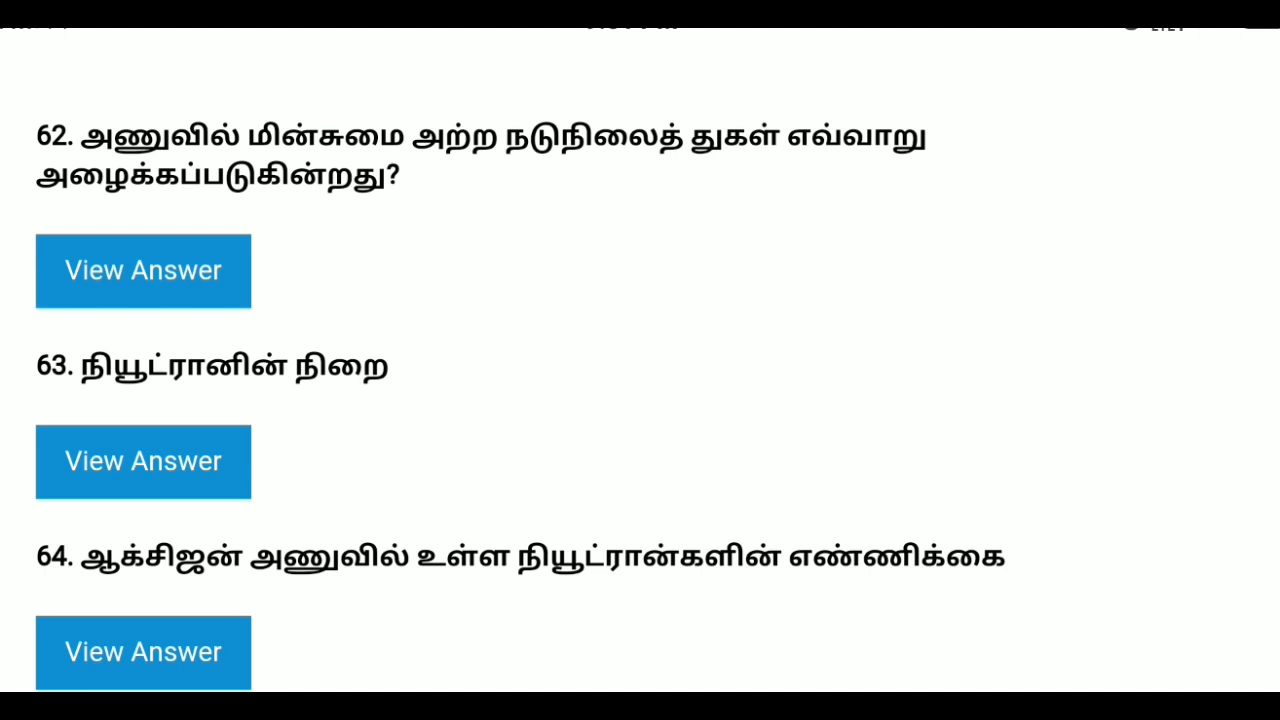 62. அணுவில் மின்சுமை அற்ற நடுநிலைத் துகள் எவ்வாறு
அழைக்கப்படுகின்றது?
View Answer
63. நியூட்ரானின் நிறை
View Answer
64. ஆக்சிஜன் அணுவில் உள்ள நியூட்ரான்களின் எண்ணிக்கை
View Answer